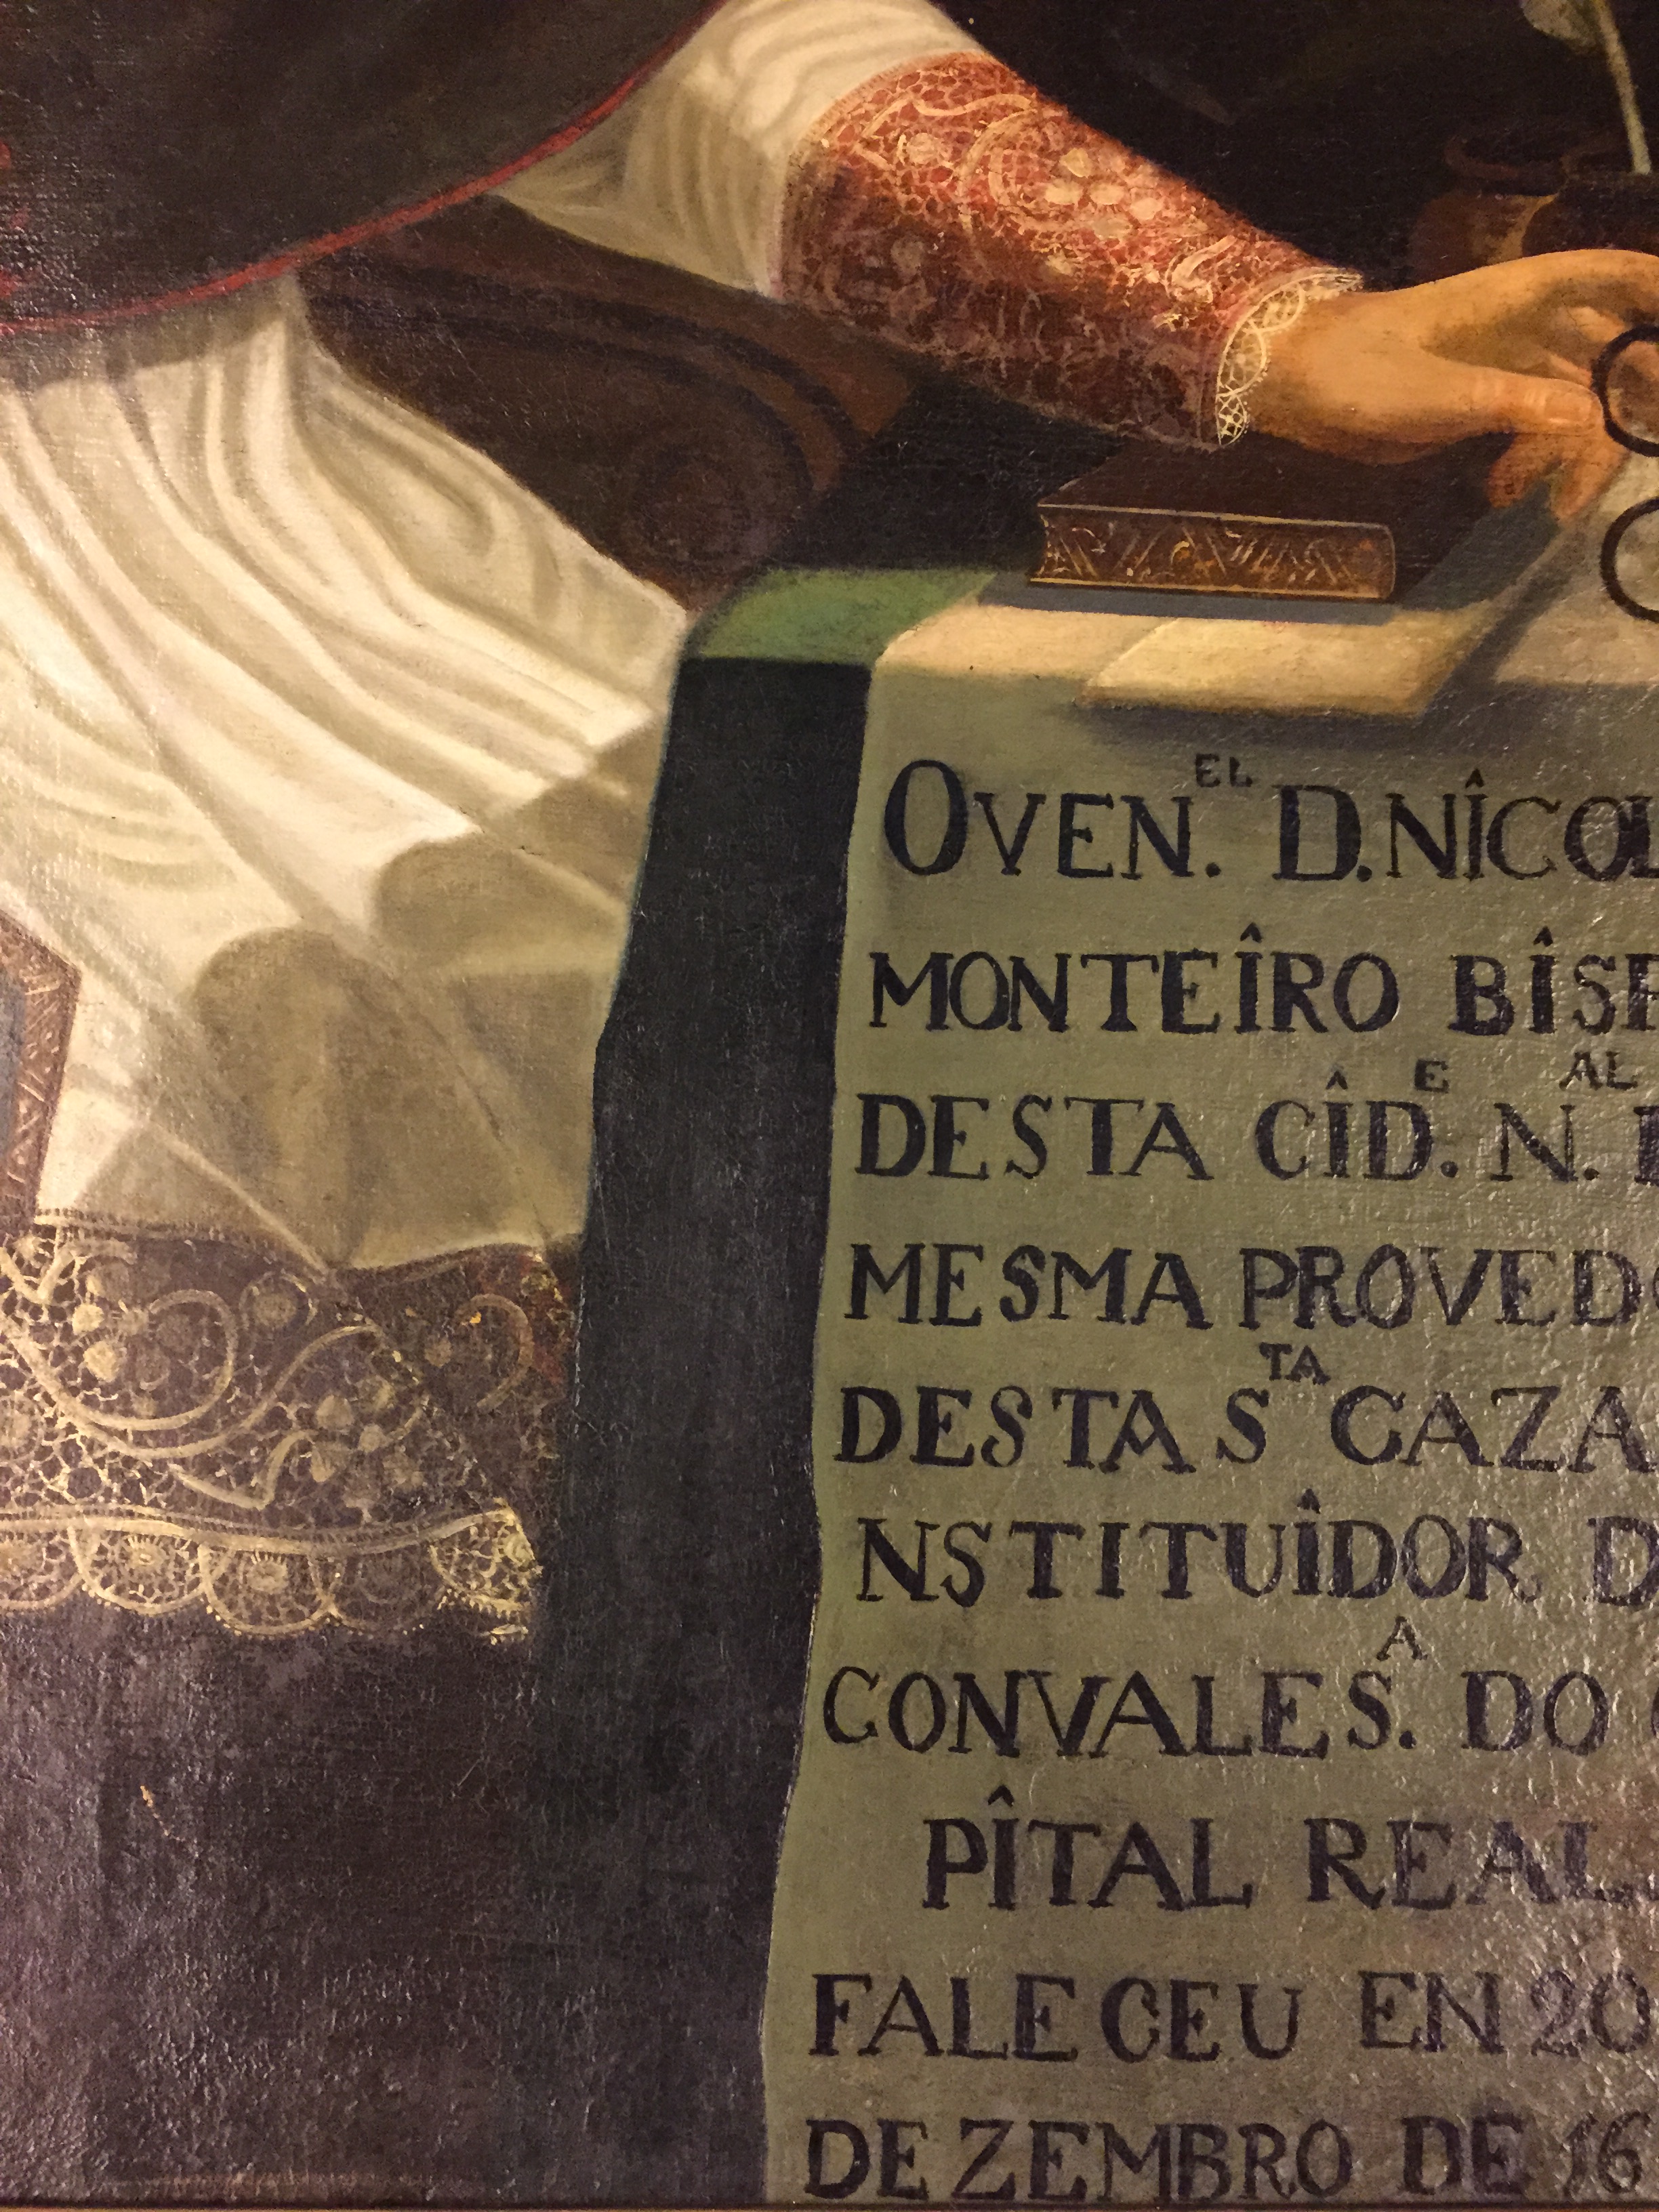 OVEN.EL D.NÎCOL
MONTEÎRO BÎSP
DESTA CÎD.E N.AL
MESMA PROVEDO
DESTA STA CAZA
NSTITUÎDOR D
CONVALES.A DO
PÎTAL REAL
FALECEU EN 20
DEZEMBRO DE 16